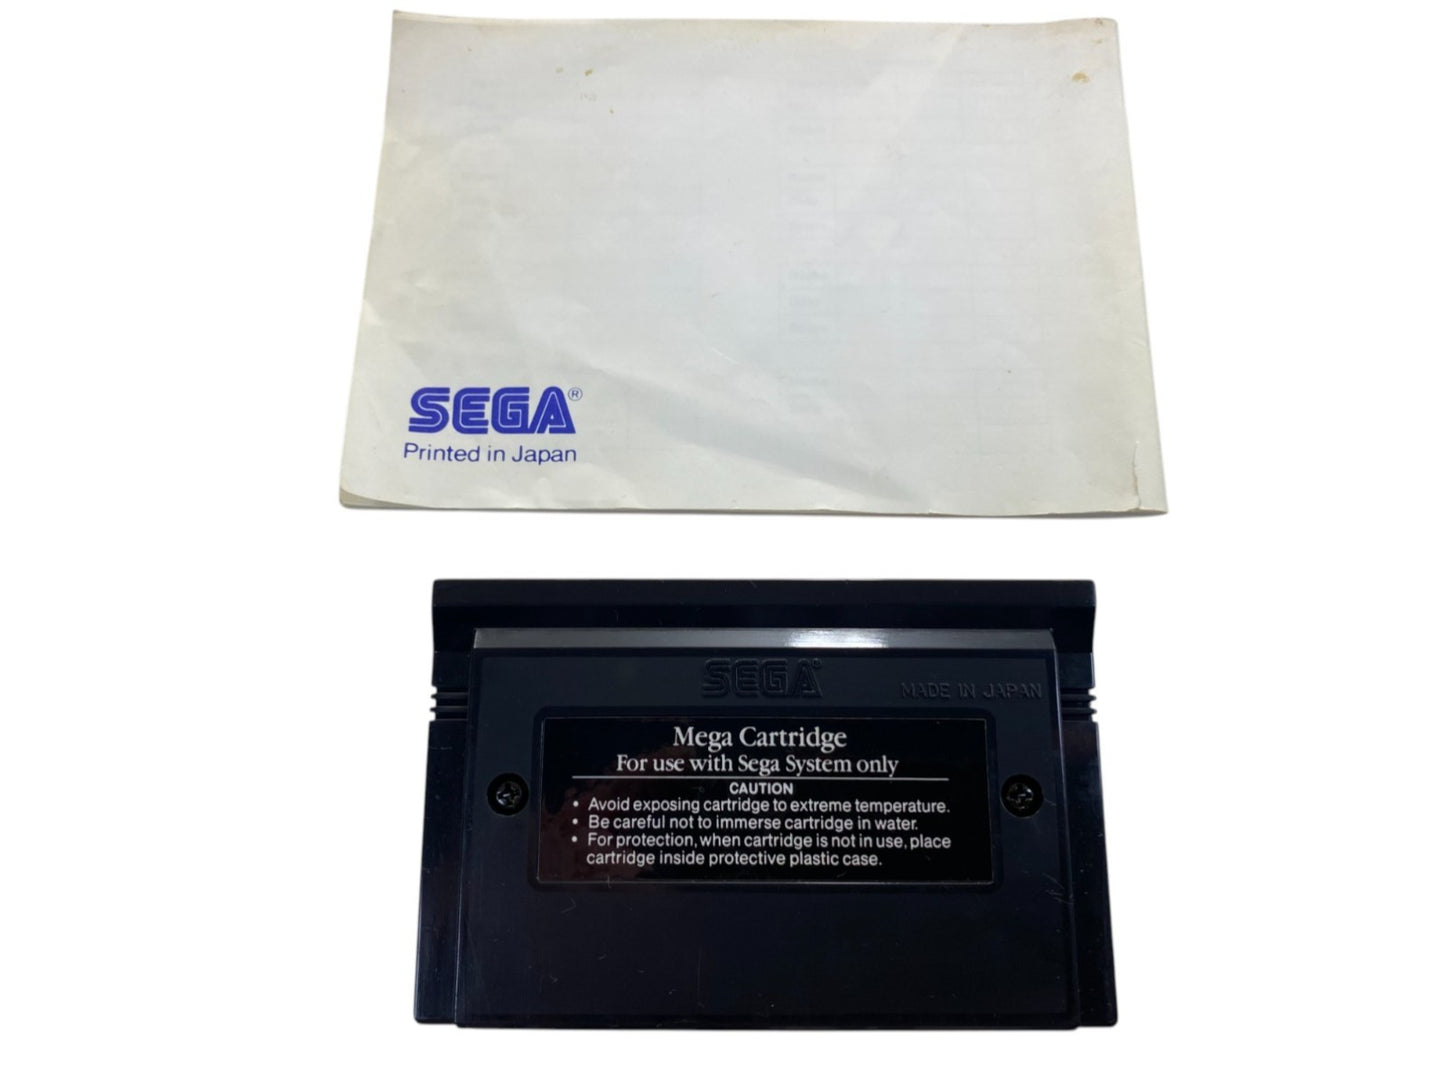 SEGA®
Printed in Japan
SEGA®
MADE IN JAPAN
Mega Cartridge
For use with Sega System only
CAUTION
• Avoid exposing cartridge to extreme temperature.
• Be careful not to immerse cartridge in water.
• For protection, when cartridge is not in use, place
cartridge inside protective plastic case.